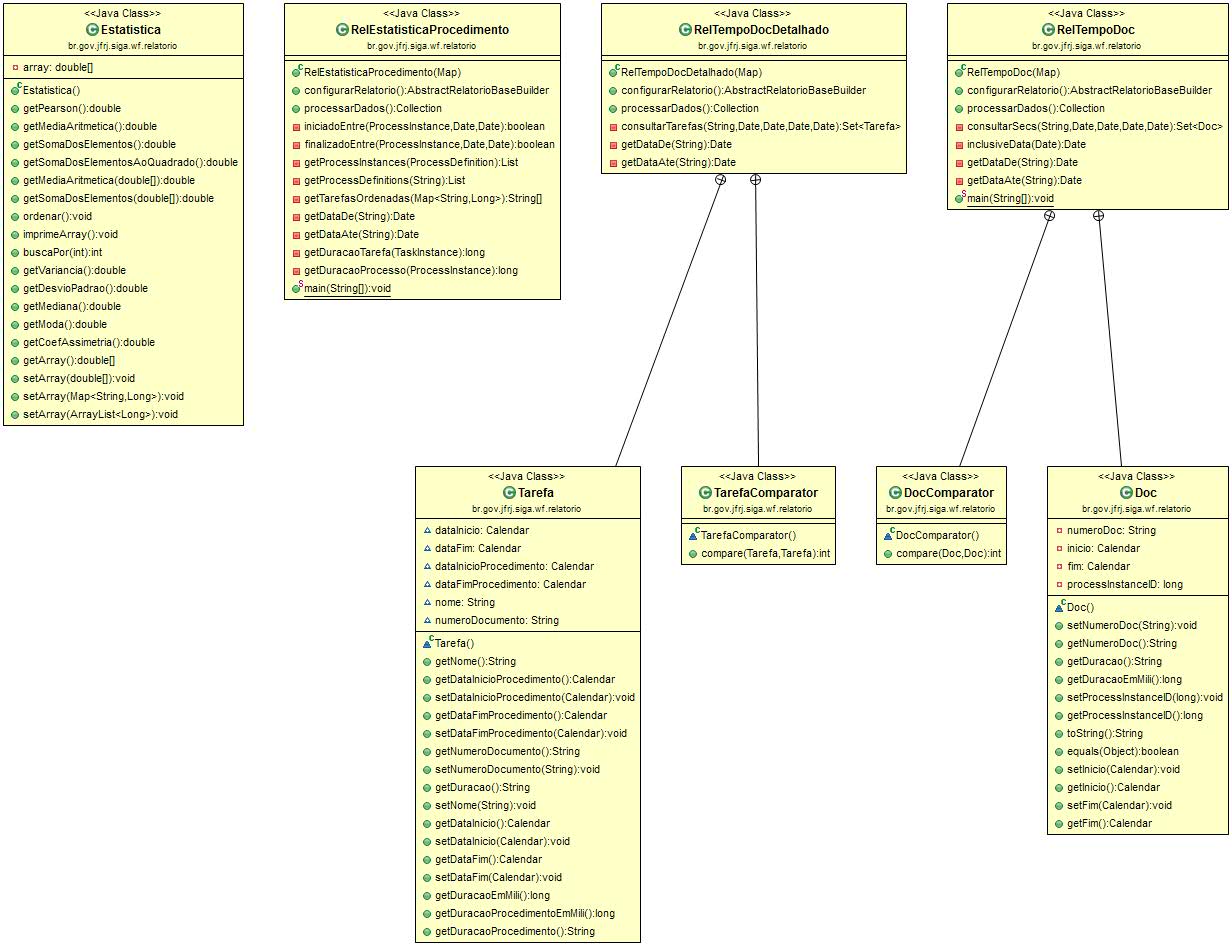 <<Java Class>>
Estatistica
br.gov.jfrj.siga.wf.relatorio
array: double[]
Estatistica()
getPearson():double
getMediaAritmetica():double
getSomaDosElementos():double
getSomaDosElementosAoQuadrado():double
getMediaAritmetica(double[]):double
getSomaDosElementos(double[]):double
ordenar():void
imprimeArray():void
buscaPor(int):int
getVariancia():double
getDesvioPadrao():double
getMediana():double
getModa():double
getCoefAssimetria():double
getArray():double[]
setArray(double[]):void
setArray(Map<String,Long>):void
setArray(ArrayList<Long>):void
<<Java Class>>
RelEstatisticaProcedimento
br.gov.jfrj.siga.wf.relatorio
RelEstatisticaProcedimento(Map)
configurarRelatorio():AbstractRelatorioBaseBuilder
processarDados():Collection
iniciadoEntre(ProcessInstance,Date,Date):boolean
finalizadoEntre(ProcessInstance,Date,Date):boolean
getProcessInstances(ProcessDefinition):List
getProcessDefinitions(String):List
getTarefasOrdenadas(Map<String,Long>):String[]
getDataDe(String):Date
getDataAte(String):Date
getDuracaoTarefa(TaskInstance):long
getDuracaoProcesso(ProcessInstance):long
main(String[]):void
<<Java Class>>
RelTempoDocDetalhado
br.gov.jfrj.siga.wf.relatorio
RelTempoDocDetalhado(Map)
configurarRelatorio():AbstractRelatorioBaseBuilder
processarDados():Collection
consultarTarefas(String,Date,Date,Date,Date):Set<Tarefa>
getDataDe(String):Date
getDataAte(String):Date
<<Java Class>>
RelTempoDoc
br.gov.jfrj.siga.wf.relatorio
RelTempoDoc(Map)
configurarRelatorio():AbstractRelatorioBaseBuilder
processarDados():Collection
consultarSecs(String,Date,Date,Date,Date):Set<Doc>
inclusiveData(Date):Date
getDataDe(String):Date
getDataAte(String):Date
main(String[]):void
<<Java Class>>
Tarefa
br.gov.jfrj.siga.wf.relatorio
dataInicio: Calendar
dataFim: Calendar
dataInicioProcedimento: Calendar
dataFimProcedimento: Calendar
nome: String
numeroDocumento: String
Tarefa()
getNome():String
getDataInicioProcedimento():Calendar
setDataInicioProcedimento(Calendar):void
getDataFimProcedimento():Calendar
setDataFimProcedimento(Calendar):void
getNumeroDocumento():String
setNumeroDocumento(String):void
getDuracao():String
setNome(String):void
getDataInicio():Calendar
setDataInicio(Calendar):void
getDataFim():Calendar
setDataFim(Calendar):void
getDuracaoEmMili():long
getDuracaoProcedimentoEmMili():long
getDuracaoProcedimento():String
<<Java Class>>
TarefaComparator
br.gov.jfrj.siga.wf.relatorio
TarefaComparator()
compare(Tarefa,Tarefa):int
<<Java Class>>
DocComparator
br.gov.jfrj.siga.wf.relatorio
DocComparator()
compare(Doc,Doc):int
<<Java Class>>
Doc
br.gov.jfrj.siga.wf.relatorio
numeroDoc: String
inicio: Calendar
fim: Calendar
processInstanceID: long
Doc()
setNumeroDoc(String):void
getNumeroDoc():String
getDuracao():String
getDuracaoEmMili():long
setProcessInstanceID(long):void
getProcessInstanceID():long
toString():String
equals(Object):boolean
setInicio(Calendar):void
getInicio():Calendar
setFim(Calendar):void
getFim():Calendar